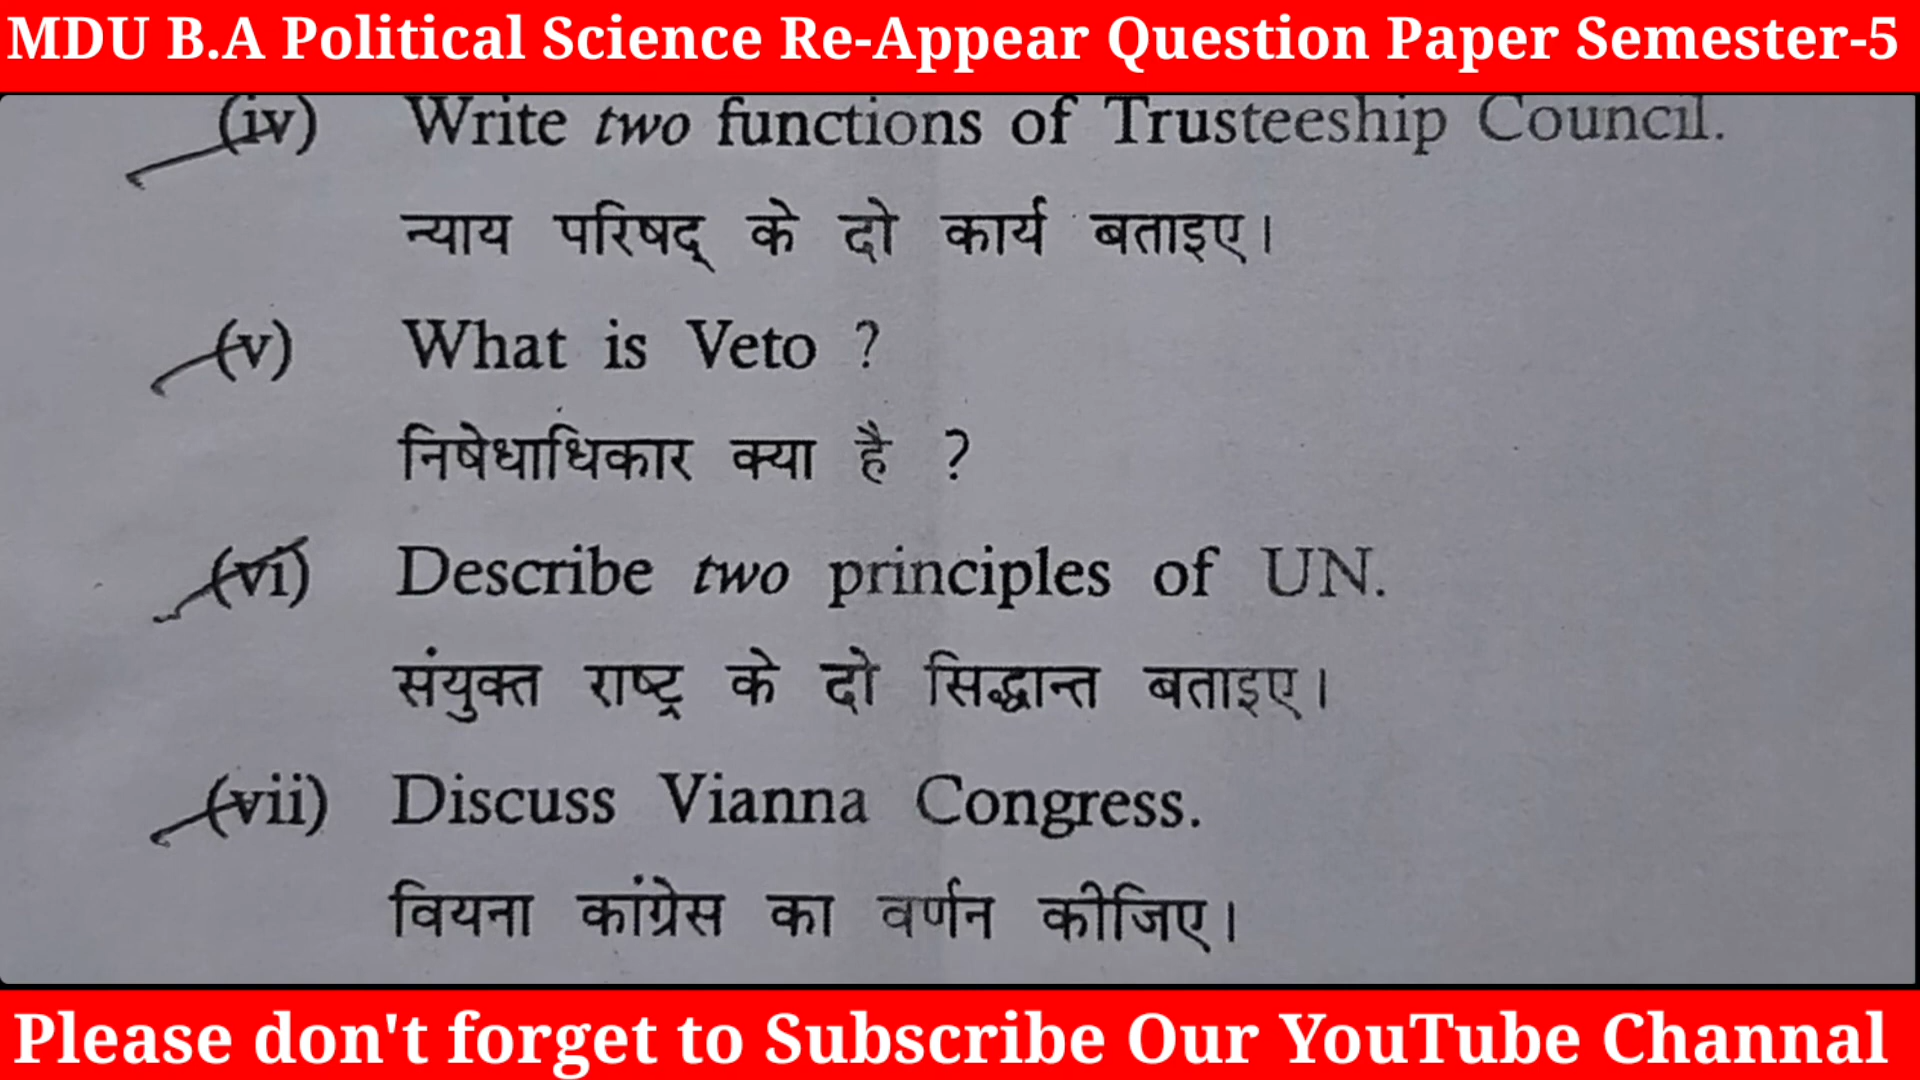 MDU B.A Political Science Re-Appear Question Paper Semester-5
(iv) Write two functions of Trusteeship Council.
न्याय परिषद् के दो कार्य बताइए।
(v) What is Veto ?
निषेधाधिकार क्या है ?
(vi) Describe two principles of UN.
संयुक्त राष्ट्र के दो सिद्धान्त बताइए।
(vii) Discuss Vianna Congress.
वियना कांग्रेस का वर्णन कीजिए।
Please don't forget to Subscribe Our YouTube Channal